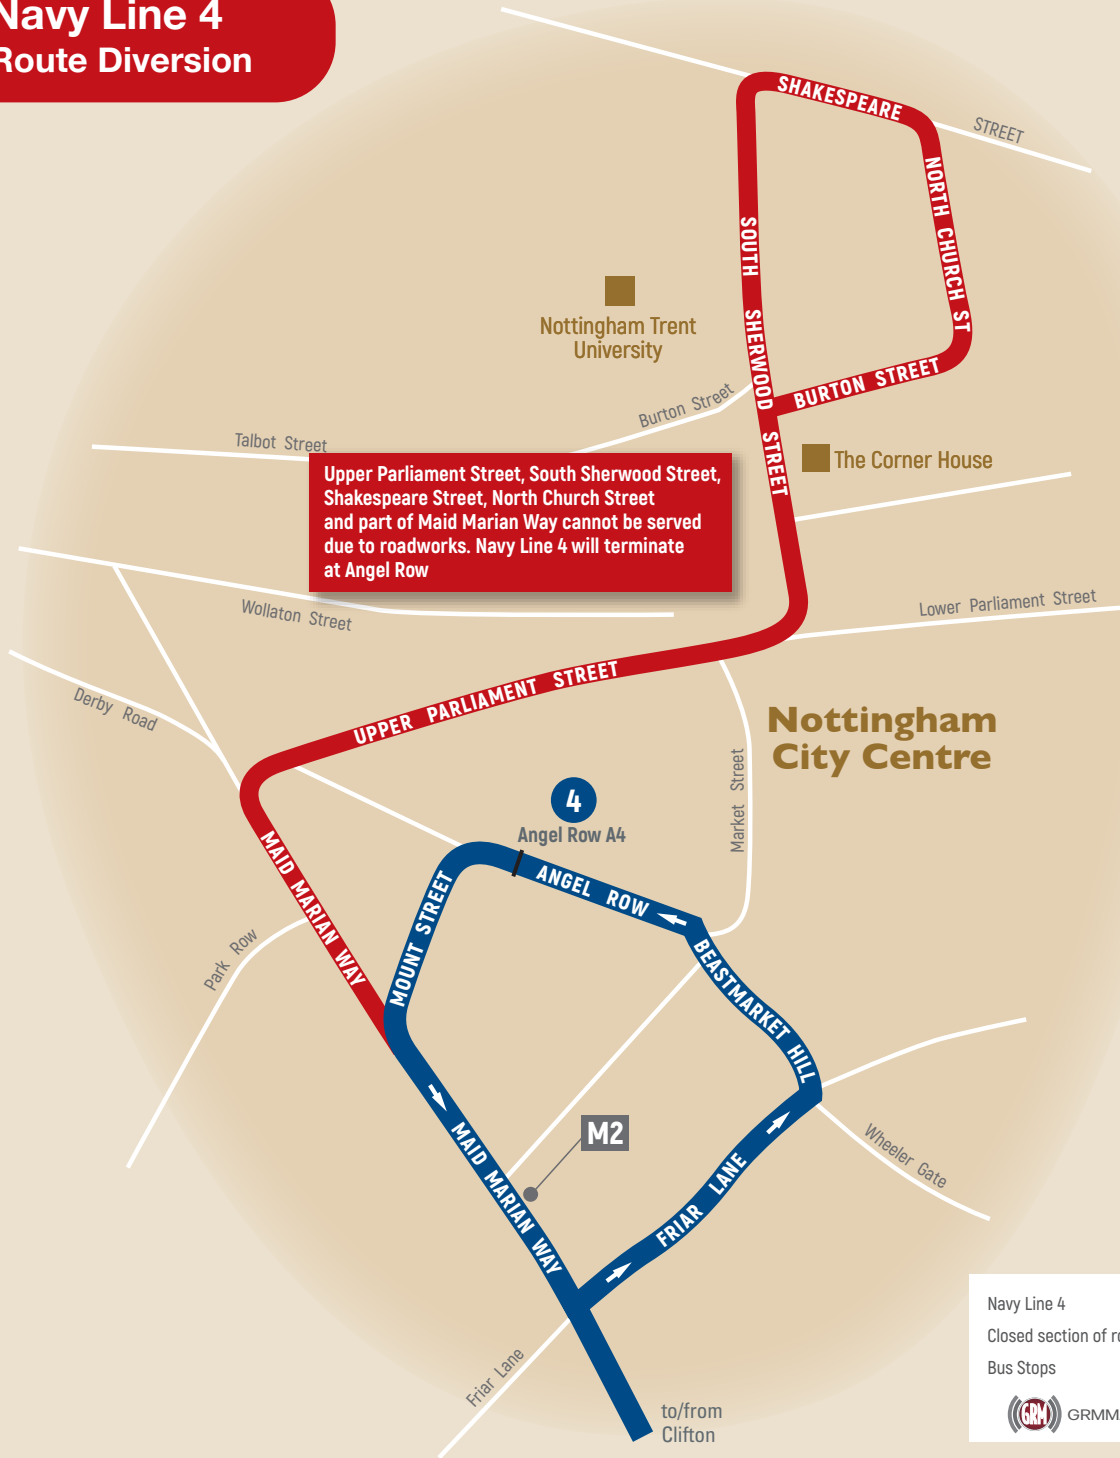 Navy Line 4
Route Diversion
SHAKESPEARE
STREET
NORTH CHURCH ST
SOUTH SHERWOOD STREET
Nottingham Trent
University
BURTON STREET
Burton Street
Talbot Street
The Corner House
Upper Parliament Street, South Sherwood Street,
Shakespeare Street, North Church Street
and part of Maid Marian Way cannot be served
due to roadworks. Navy Line 4 will terminate
at Angel Row
Wollaton Street
Lower Parliament Street
Derby Road
UPPER PARLIAMENT STREET
Nottingham
City Centre
Market Street
4
Angel Row A4
ANGEL ROW
MAID MARIAN WAY
MOUNT STREET
Park Row
BEASTMARKET HILL
M2
MAID MARIAN WAY
FRIAR LANE
Wheeler Gate
Friar Lane
to/from
Clifton
Navy Line 4
Closed section of
Bus Stops
GRM
GRMM